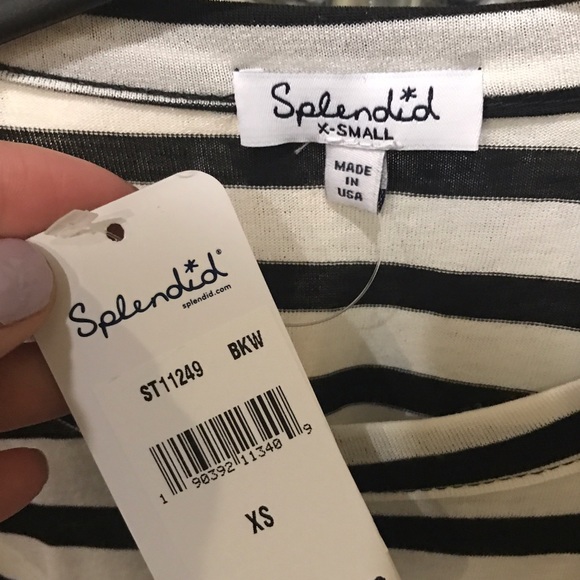 Splendid
X-SMALL
MADE
IN
USA
Splendid®
splendid.com
ST11249 BKW
1 90392 11340 9
XS